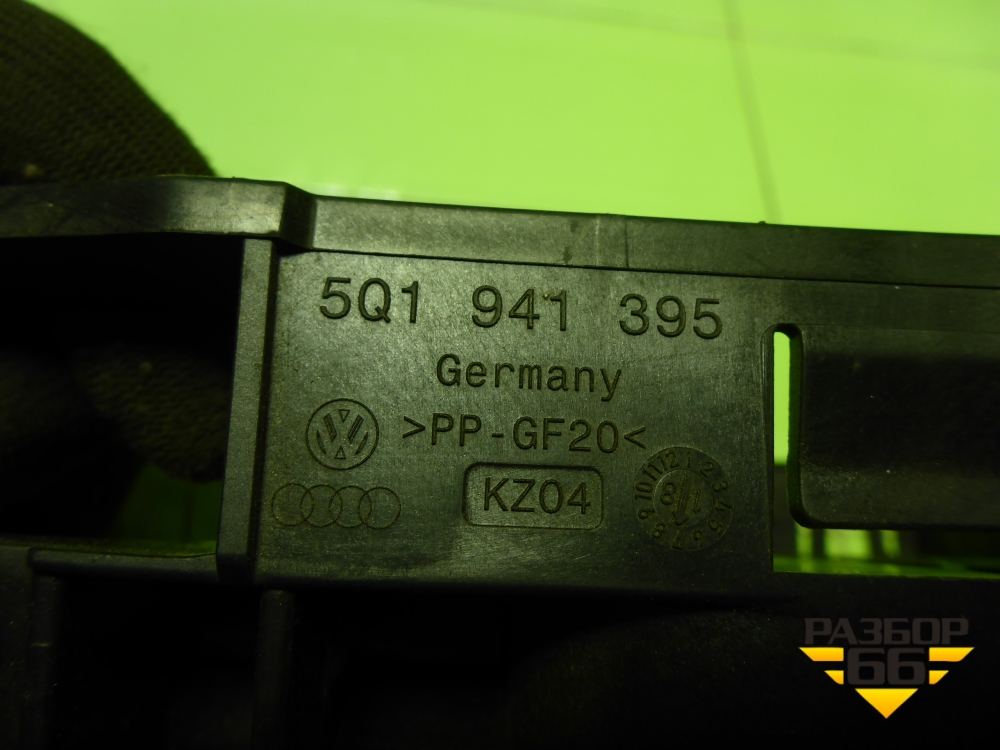 5Q1 941 395
Germany
>PP-GF20<
KZ04
РАЗБОР
66